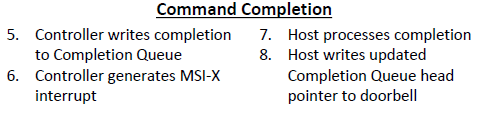 Command Completion
5. Controller writes completion
to Completion Queue
6. Controller generates MSI-X
interrupt
7. Host processes completion
8. Host writes updated
Completion Queue head
pointer to doorbell